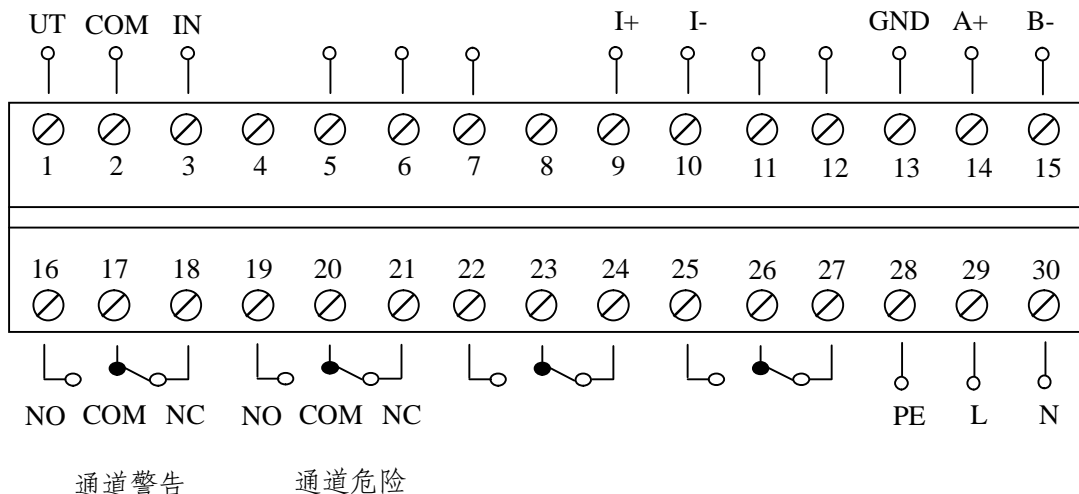 UT COM IN I+ I- GND A+ B-
1 2 3 4 5 6 7 8 9 10 11 12 13 14 15
16 17 18 19 20 21 22 23 24 25 26 27 28 29 30
NO COM NC NO COM NC PE L N
通道警告 通道危险